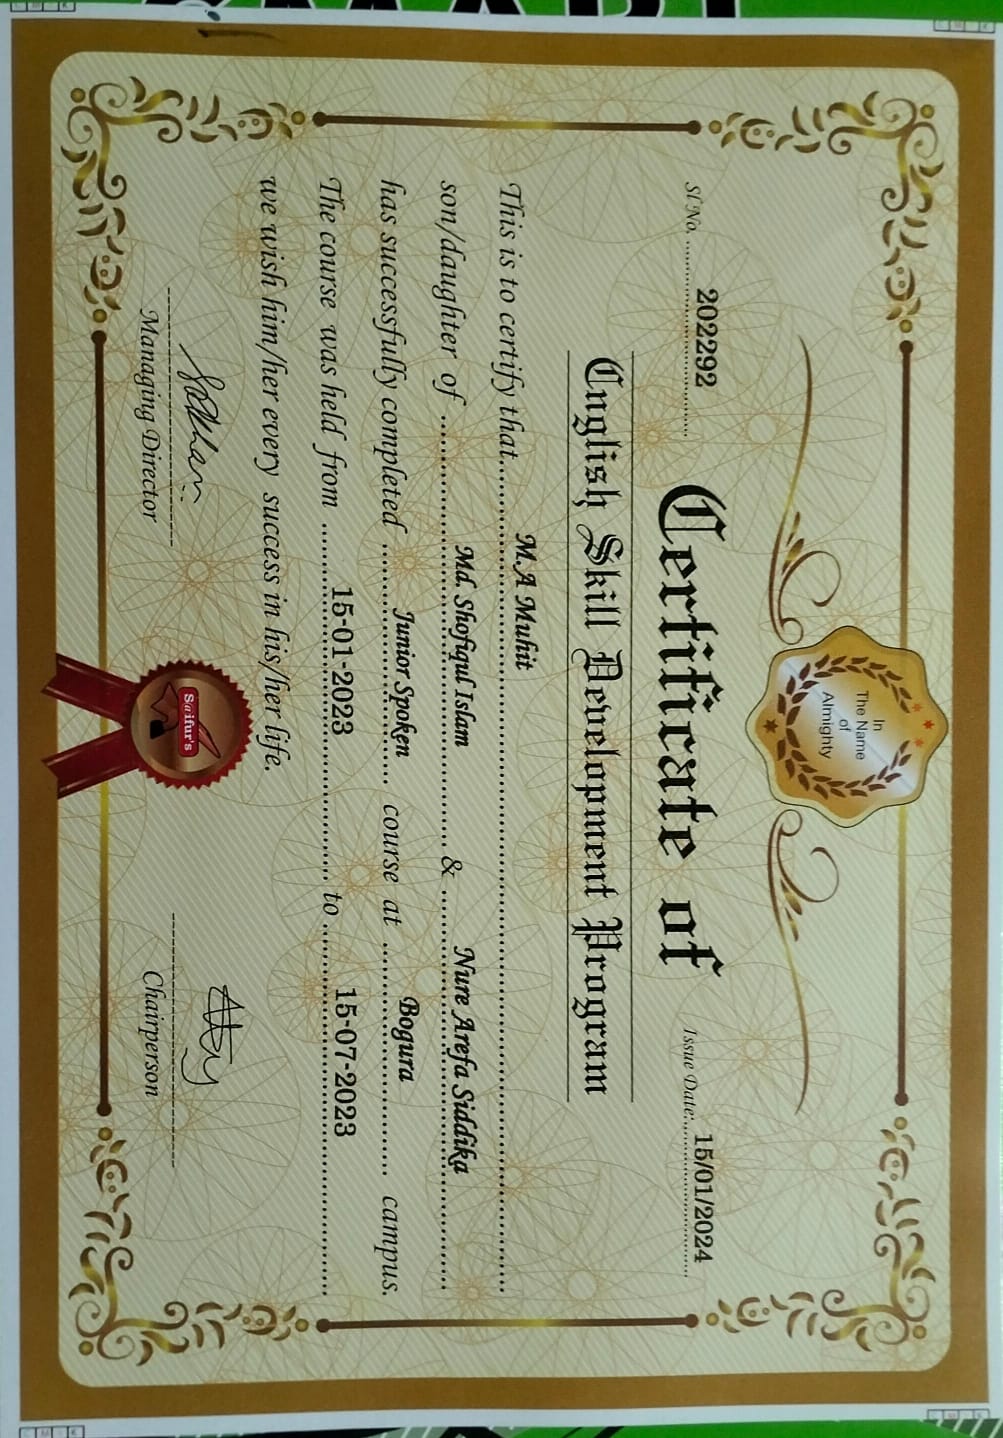 In
The Name
of
Almighty
Sl No. 202292
Certificate of
Issue Date: 15/01/2024
English Skill Development Program
This is to certify that M.A Muhit
son/daughter of Md. Shofiqul Islam & Nure Arefa Siddika
has successfully completed Junior Spoken course at Bogura campus.
The course was held from 15-01-2023 to 15-07-2023
we wish him/her every success in his/her life.
Managing Director
Saifur's
Chairperson